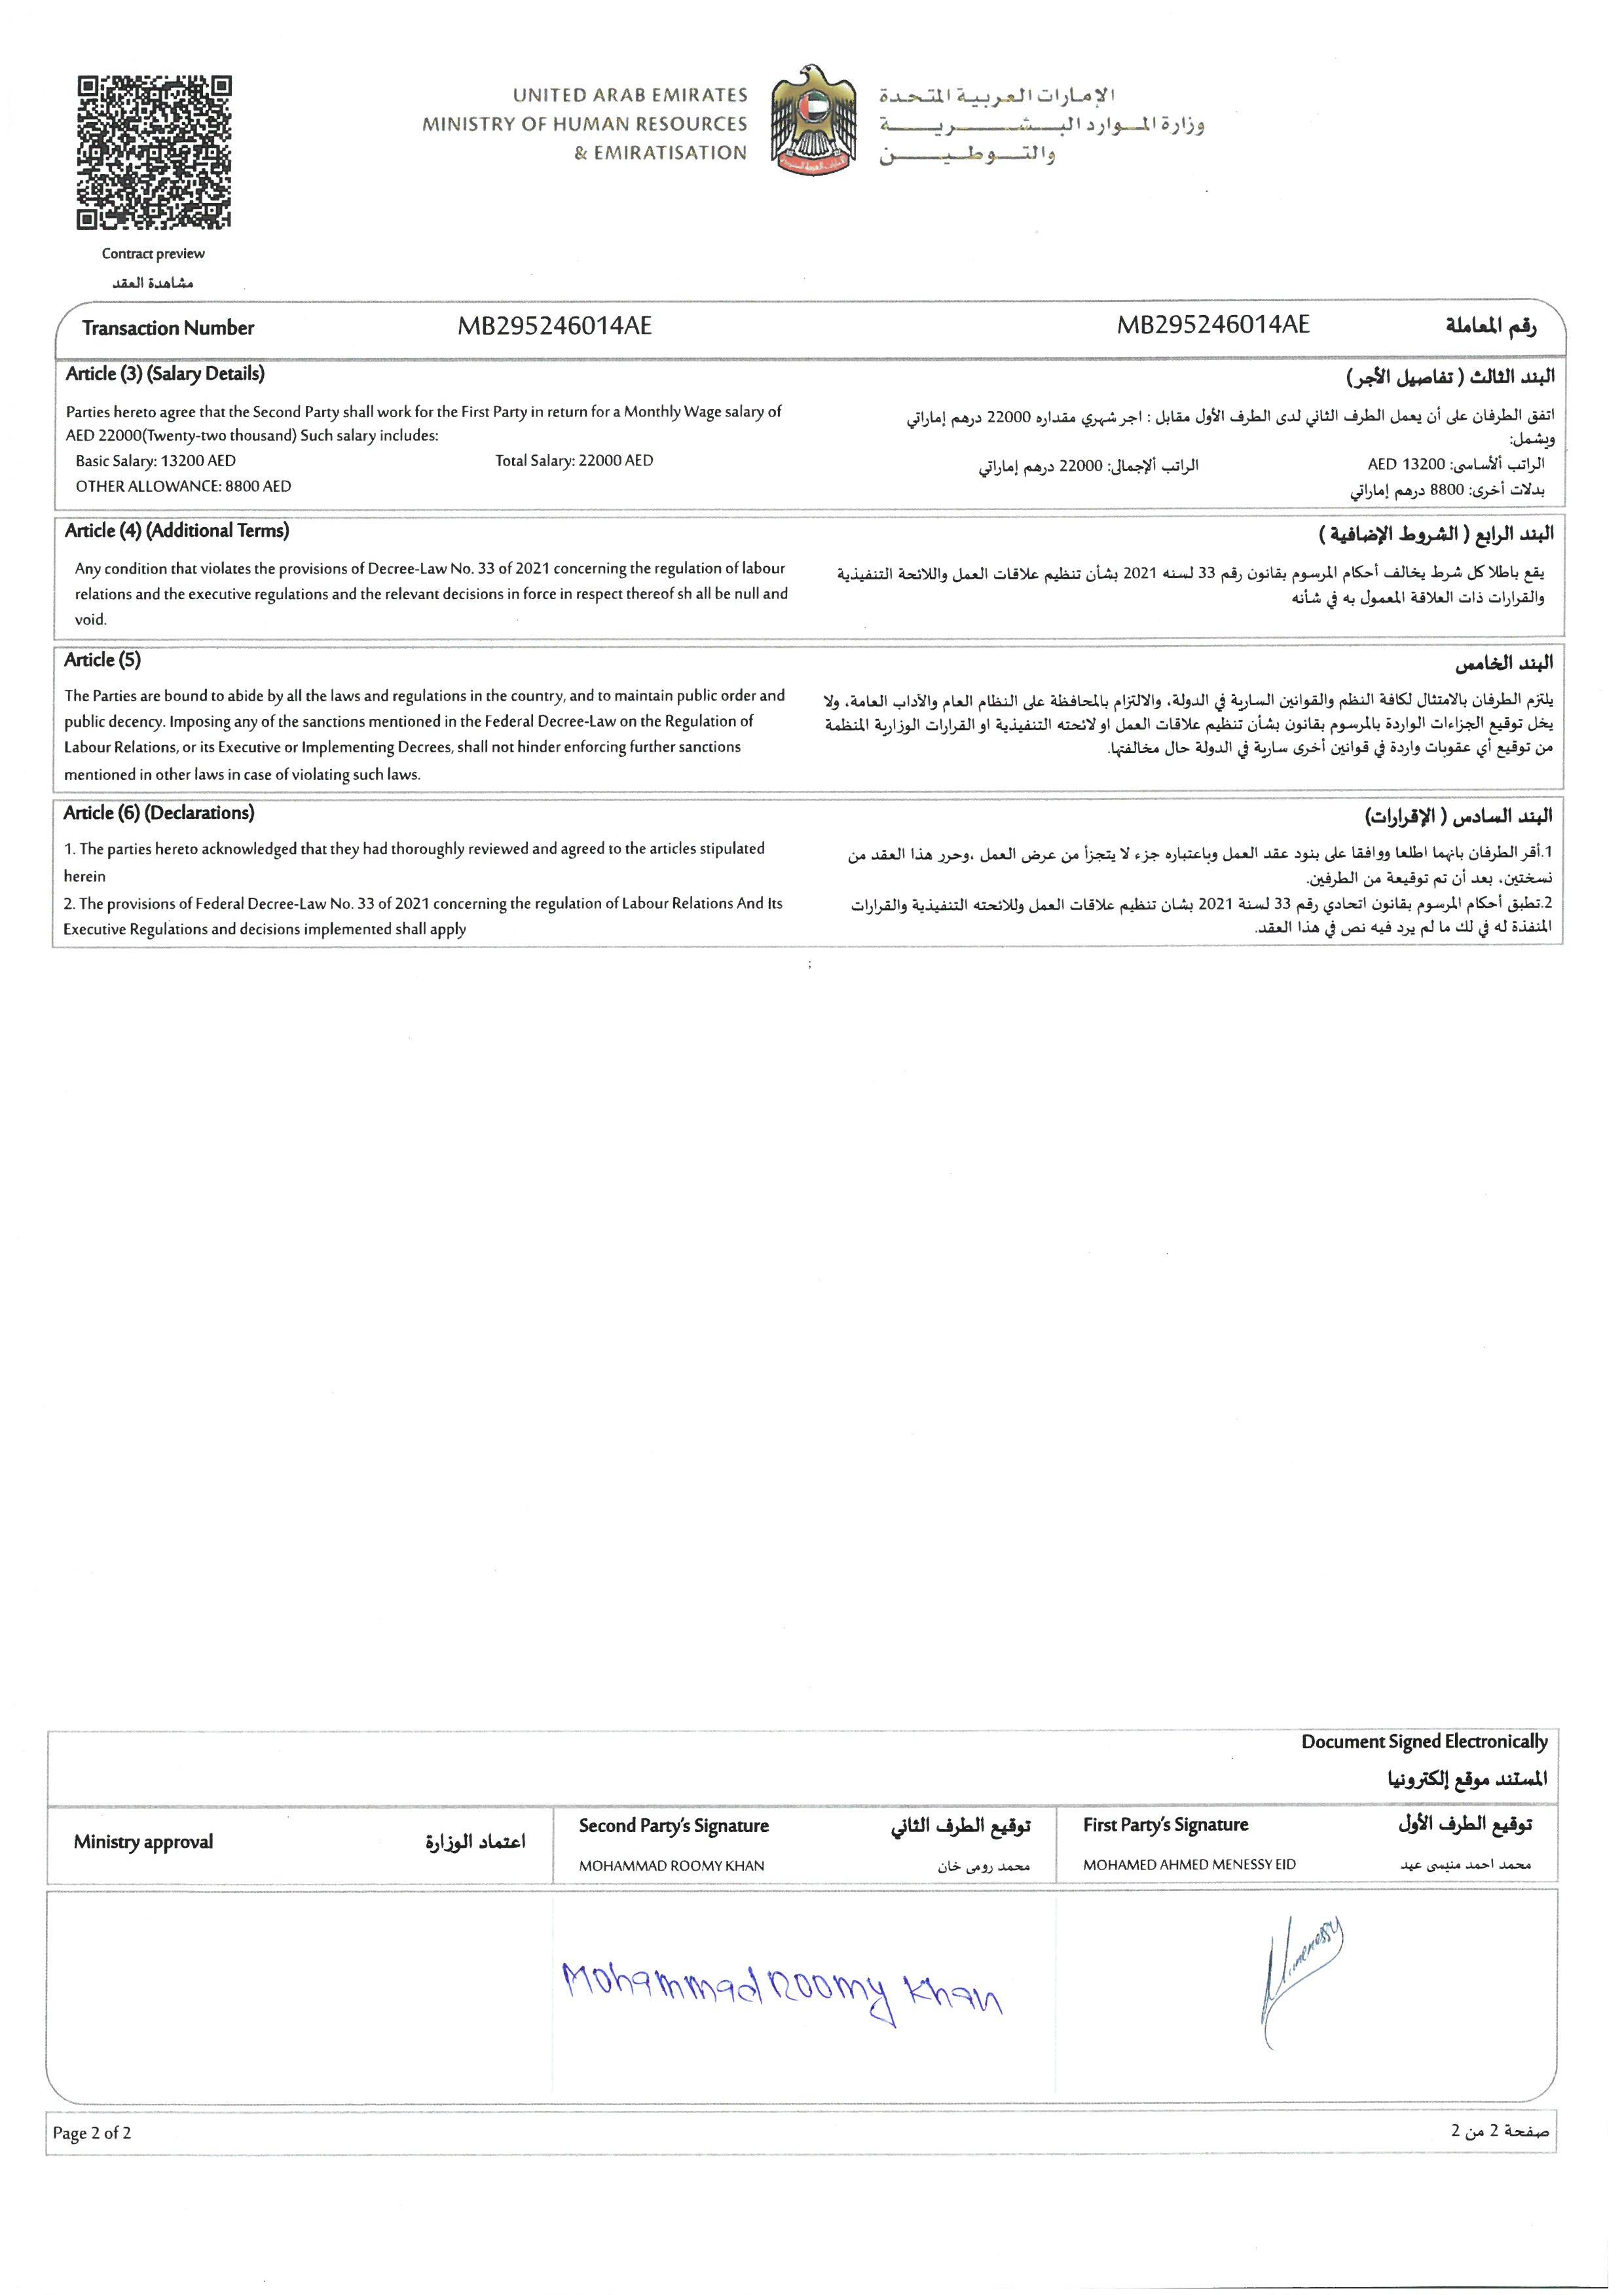 UNITED ARAB EMIRATES
MINISTRY OF HUMAN RESOURCES
& EMIRATISATION
الإمارات العربية المتحدة
وزارة الموارد البشرية
والتوطين
Contract preview
مشاهدة العقد
Transaction Number MB295246014AE
MB295246014AE رقم المعاملة
Article (3) (Salary Details)
Parties hereto agree that the Second Party shall work for the First Party in return for a Monthly Wage salary of
AED 22000(Twenty-two thousand) Such salary includes:
Basic Salary: 13200 AED Total Salary: 22000 AED
OTHER ALLOWANCE: 8800 AED
البند الثالث ( تفاصيل الأجر)
اتفق الطرفان على أن يعمل الطرف الثاني لدى الطرف الأول مقابل : اجر شهري مقداره 22000 درهم إماراتي
ويشمل:
الراتب ألأساسى: 13200 AED الراتب ألإجمالى: 22000 درهم إماراتي
بدلات أخرى: 8800 درهم إماراتي
Article (4) (Additional Terms)
Any condition that violates the provisions of Decree-Law No. 33 of 2021 concerning the regulation of labour
relations and the executive regulations and the relevant decisions in force in respect thereof sh all be null and
void.
البند الرابع ( الشروط الإضافية )
يقع باطلا كل شرط يخالف أحكام المرسوم بقانون رقم 33 لسنه 2021 بشأن تنظيم علاقات العمل واللائحة التنفيذية
والقرارات ذات العلاقة المعمول به في شأنه
Article (5)
The Parties are bound to abide by all the laws and regulations in the country, and to maintain public order and
public decency. Imposing any of the sanctions mentioned in the Federal Decree-Law on the Regulation of
Labour Relations, or its Executive or Implementing Decrees, shall not hinder enforcing further sanctions
mentioned in other laws in case of violating such laws.
البند الخامس
يلتزم الطرفان بالامتثال لكافة النظم والقوانين السارية في الدولة، والالتزام بالمحافظة على النظام العام والآداب العامة، ولا
يخل توقيع الجزاءات الواردة بالمرسوم بقانون بشأن تنظيم علاقات العمل او لائحته التنفيذية او القرارات الوزارية المنظمة
من توقيع أي عقوبات واردة في قوانين أخرى سارية في الدولة حال مخالفتها.
Article (6) (Declarations)
1. The parties hereto acknowledged that they had thoroughly reviewed and agreed to the articles stipulated
herein
2. The provisions of Federal Decree-Law No. 33 of 2021 concerning the regulation of Labour Relations And Its
Executive Regulations and decisions implemented shall apply
البند السادس ( الإقرارات)
1.أقر الطرفان بانهما اطلعا ووافقا على بنود عقد العمل وباعتباره جزء لا يتجزأ من عرض العمل ،وحرر هذا العقد من
نسختين، بعد أن تم توقيعة من الطرفين.
2.تطبق أحكام المرسوم بقانون اتحادي رقم 33 لسنة 2021 بشان تنظيم علاقات العمل وللائحته التنفيذية والقرارات
المنفذة له في لك ما لم يرد فيه نص في هذا العقد.
Document Signed Electronically
المستند موقع إلكترونيا
Ministry approval اعتماد الوزارة
Second Party's Signature توقيع الطرف الثاني
MOHAMMAD ROOMY KHAN محمد رومى خان
First Party's Signature توقيع الطرف الأول
MOHAMED AHMED MENESSY EID محمد احمد منيسى عيد
Mohammad Roomy Khan
Page 2 of 2 صفحة 2 من 2